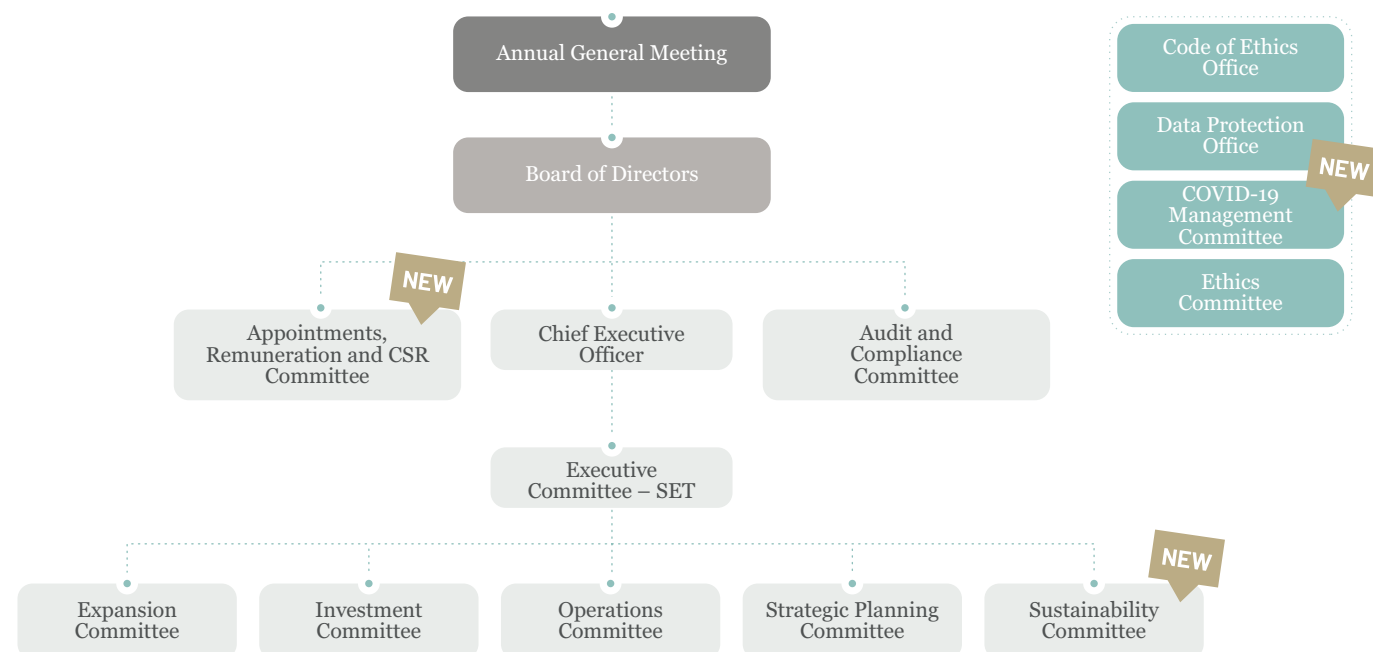 Annual General Meeting
Board of Directors
NEW
Appointments,
Remuneration and CSR
Committee
Chief Executive
Officer
Audit and
Compliance
Committee
Executive
Committee – SET
Expansion
Committee
Investment
Committee
Operations
Committee
Strategic Planning
Committee
NEW
Sustainability
Committee
Code of Ethics
Office
Data Protection
Office
NEW
COVID-19
Management
Committee
Ethics
Committee